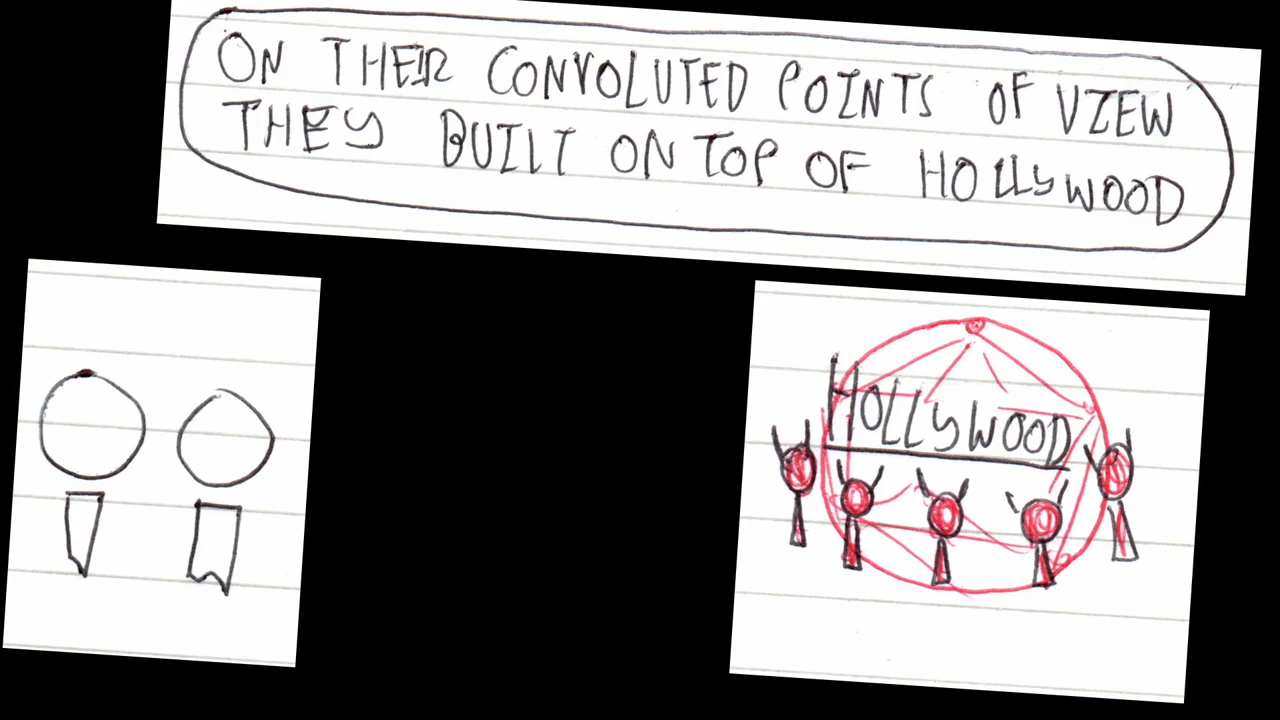 ON THEIR CONVOLUTED POINTS OF VIEW
THEY BUILT ON TOP OF HOLLYWOOD
HOLLYWOOD